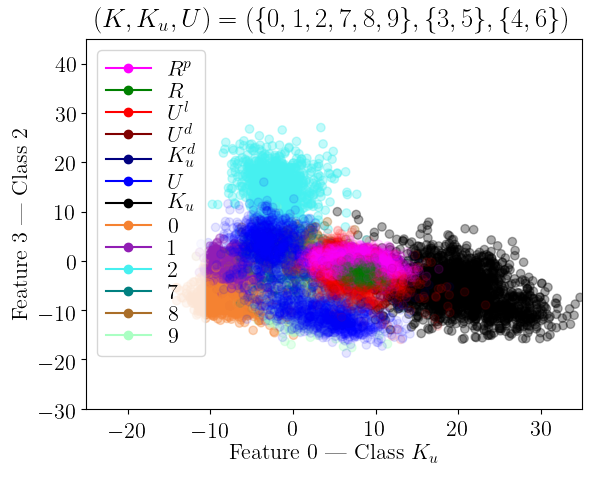 (K, K_u, U) = ({0, 1, 2, 7, 8, 9}, {3, 5}, {4, 6})
40
30
20
10
0
−10
−20
−30
Feature 3 — Class 2
R^p
R
U^l
U^d
K_u^d
U
K_u
0
1
2
7
8
9
−20 −10 0 10 20 30
Feature 0 — Class K_u